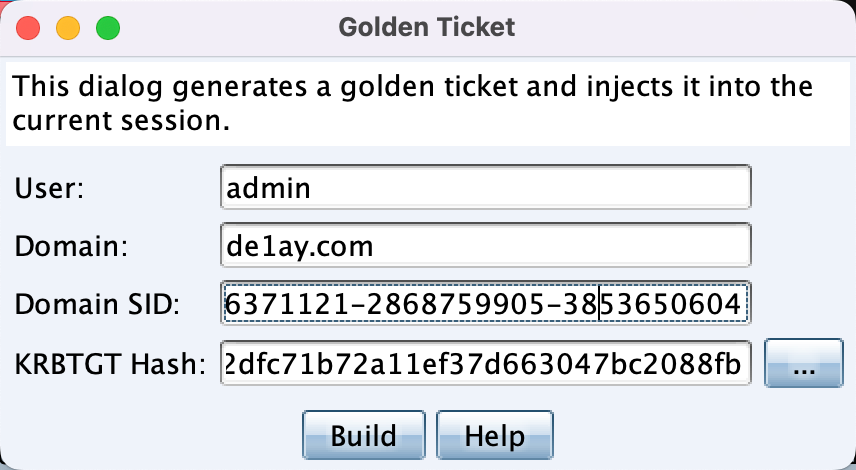 Golden Ticket
This dialog generates a golden ticket and injects it into the
current session.
User: admin
Domain: de1ay.com
Domain SID: 6371121-2868759905-3853650604
KRBTGT Hash: 2dfc71b72a11ef37d663047bc2088fb ...
Build Help